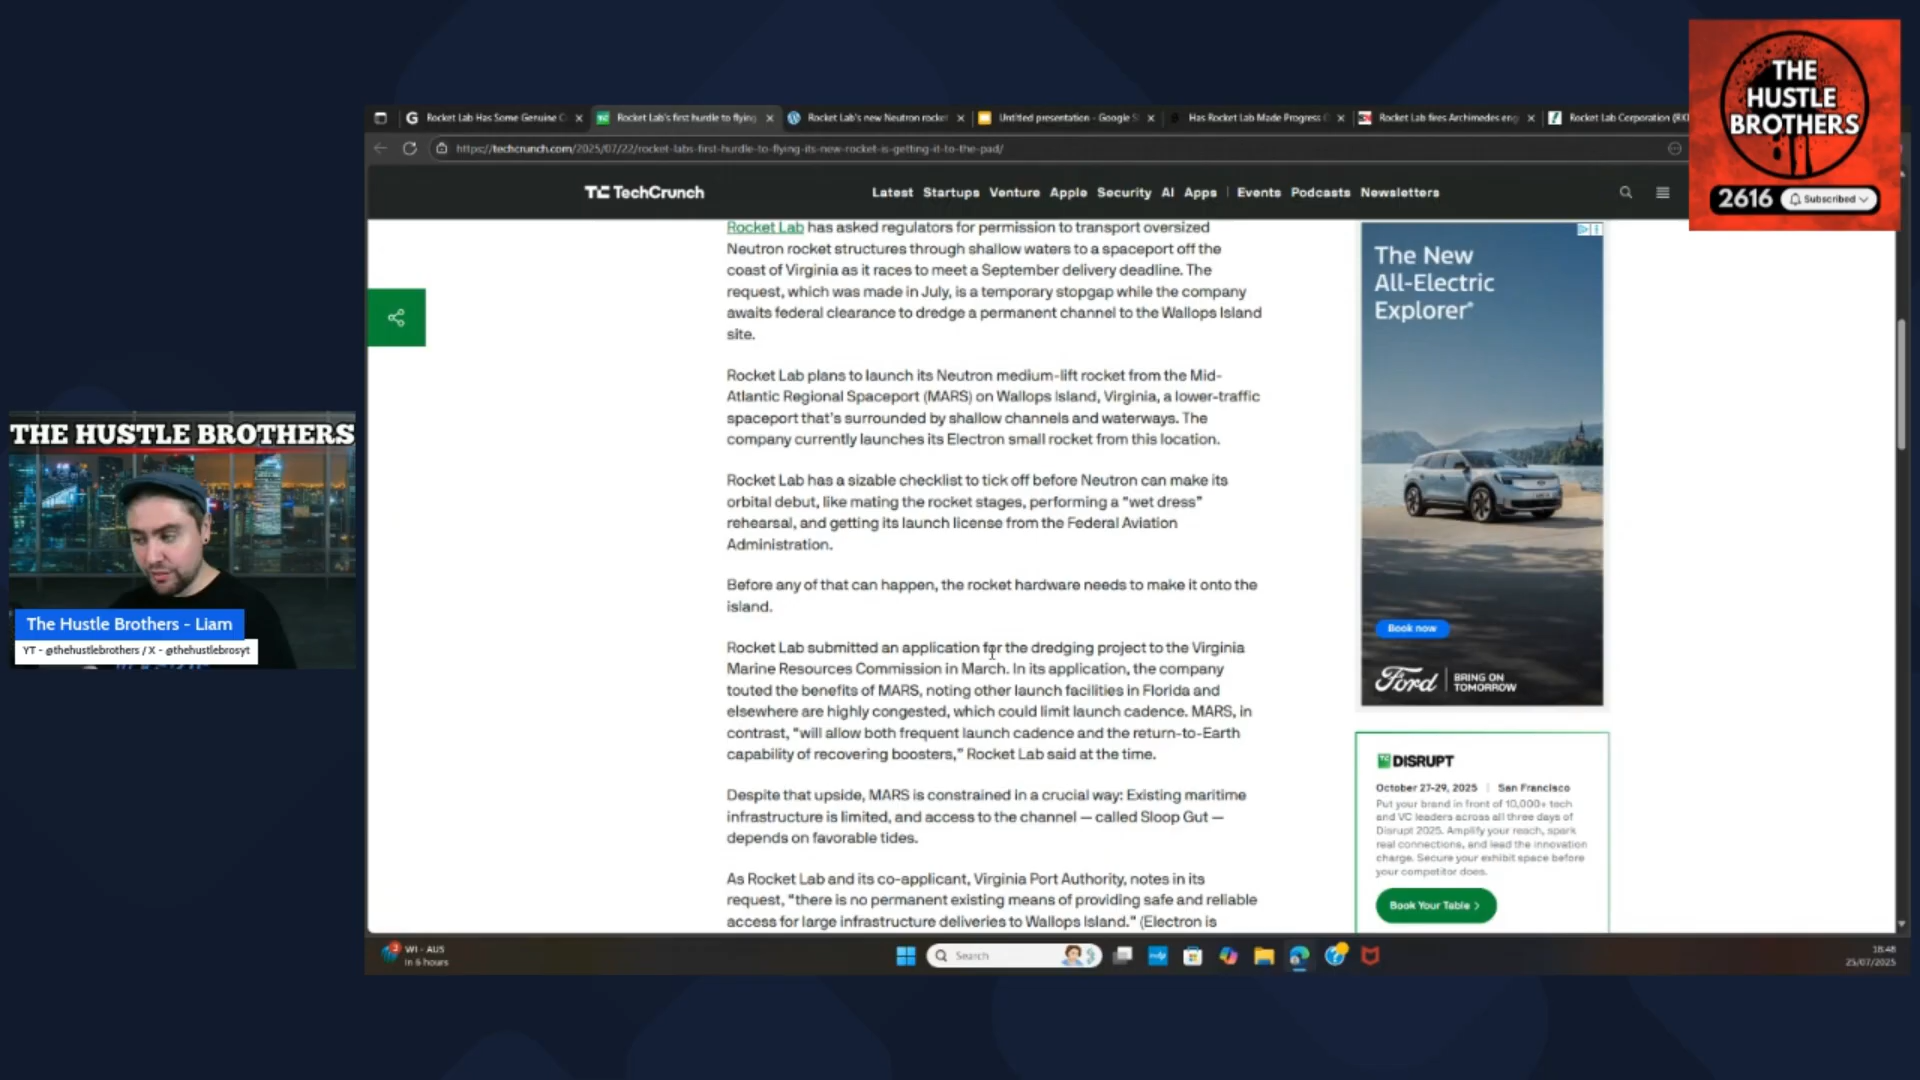 THE
HUSTLE
BROTHERS
2616 Subscribed
Rocket Lab Has Some Genuine
Rocket Lab's first hurdle to flying
Rocket Lab's new Neutron rocket
Untitled presentation - Google
Has Rocket Lab Made Progress
Rocket Lab fires Archimedes eng
Rocket Lab Corporation
https://techcrunch.com/2025/07/22/rocket-labs-first-hurdle-to-flying-its-new-rocket-is-getting-it-to-the-pad/
TC TechCrunch
Latest Startups Venture Apple Security AI Apps | Events Podcasts Newsletters
Rocket Lab has asked regulators for permission to transport oversized
Neutron rocket structures through shallow waters to a spaceport off the
coast of Virginia as it races to meet a September delivery deadline. The
request, which was made in July, is a temporary stopgap while the company
awaits federal clearance to dredge a permanent channel to the Wallops Island
site.
Rocket Lab plans to launch its Neutron medium-lift rocket from the Mid-
Atlantic Regional Spaceport (MARS) on Wallops Island, Virginia, a lower-traffic
spaceport that's surrounded by shallow channels and waterways. The
company currently launches its Electron small rocket from this location.
Rocket Lab has a sizable checklist to tick off before Neutron can make its
orbital debut, like mating the rocket stages, performing a "wet dress"
rehearsal, and getting its launch license from the Federal Aviation
Administration.
Before any of that can happen, the rocket hardware needs to make it onto the
island.
Rocket Lab submitted an application for the dredging project to the Virginia
Marine Resources Commission in March. In its application, the company
touted the benefits of MARS, noting other launch facilities in Florida and
elsewhere are highly congested, which could limit launch cadence. MARS, in
contrast, "will allow both frequent launch cadence and the return-to-Earth
capability of recovering boosters," Rocket Lab said at the time.
Despite that upside, MARS is constrained in a crucial way: Existing maritime
infrastructure is limited, and access to the channel — called Sloop Gut —
depends on favorable tides.
As Rocket Lab and its co-applicant, Virginia Port Authority, notes in its
request, "there is no permanent existing means of providing safe and reliable
access for large infrastructure deliveries to Wallops Island." (Electron is
The New
All-Electric
Explorer
Book now
Ford
BRING ON
TOMORROW
TC DISRUPT
October 27-29, 2025 | San Francisco
Put your brand in front of 10,000+ tech
and VC leaders across all three days of
Disrupt 2025. Amplify your reach, spark
real connections, and lead the innovation
charge. Secure your exhibit space before
your competitor does.
Book Your Table >
THE HUSTLE BROTHERS
The Hustle Brothers - Liam
YT - @thehustlebrothers / X - @thehustlebrosyt
WI - AUS
in 6 hours
Search
18:48
25/07/2025